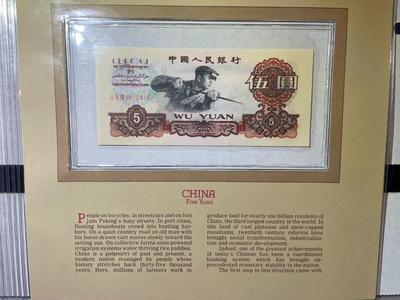 中國人民銀行
伍圓
5
WU YUAN
5
CHINA
Five Yuan
People on bicycles, in streetcars and on foot
jam Peking's busy streets. In port cities,
floating houseboats crowd into bustling har-
bors. On a quiet country road an old man with
his horse-drawn cart moves slowly toward the
setting sun. On collective farms oxen-powered
irrigation systems water thriving rice paddies.
China is a potpourri of past and present, a
modern nation managed by people whose
history stretches back thirty-five thousand
years. Here, millions of farmers work to
produce food for nearly one billion residents of
China, the third largest country in the world. In
this land of vast plateaus and snow-capped
mountains, twentieth century reforms have
brought social transformation, industrializa-
tion and economic development.
Indeed, one of the greatest achievements
of today's Chinese has been a coordinated
banking system which has brought un-
precedented monetary stability to the nation.
The first step in this direction came with